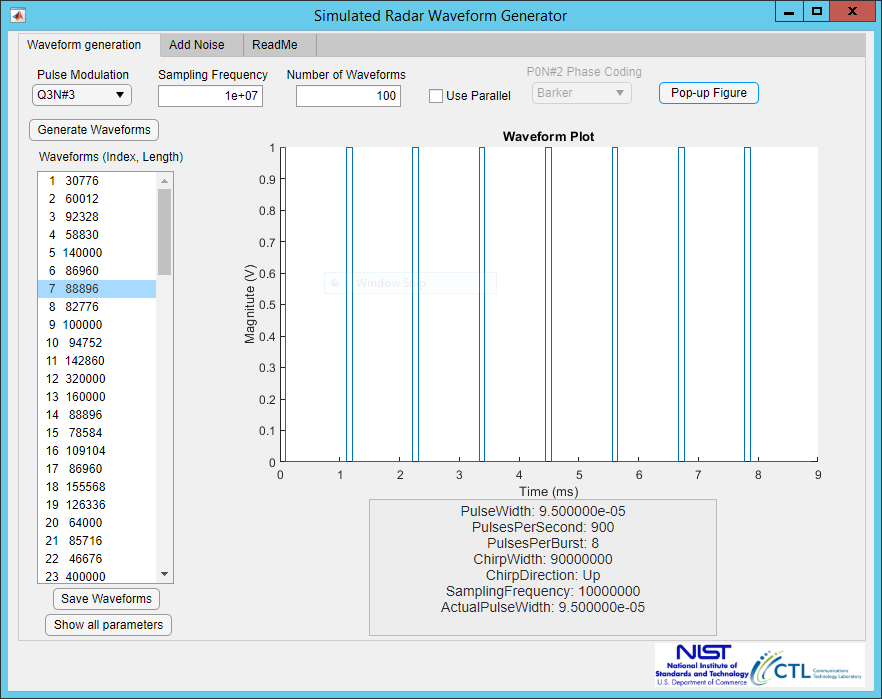 Simulated Radar Waveform Generator
Waveform generation
Add Noise
ReadMe
Pulse Modulation
Sampling Frequency
Number of Waveforms
P0N#2 Phase Coding
Q3N#3
1e+07
100
Use Parallel
Barker
Pop-up Figure
Generate Waveforms
Waveforms (Index, Length)
1 30776
2 60012
3 92328
4 58830
5 140000
6 86960
7 88896
8 82776
9 100000
10 94752
11 142860
12 320000
13 160000
14 88896
15 78584
16 109104
17 86960
18 155568
19 126336
20 64000
21 85716
22 46676
23 400000
Save Waveforms
Show all parameters
Waveform Plot
1
0.9
0.8
0.7
0.6
0.5
0.4
0.3
0.2
0.1
0
Magnitute (V)
Window Snip
0 1 2 3 4 5 6 7 8 9
Time (ms)
PulseWidth: 9.500000e-05
PulsesPerSecond: 900
PulsesPerBurst: 8
ChirpWidth: 90000000
ChirpDirection: Up
SamplingFrequency: 10000000
ActualPulseWidth: 9.500000e-05
NIST
National Institute of
Standards and Technology
U.S. Department of Commerce
CTL
Communications
Technology Laboratory